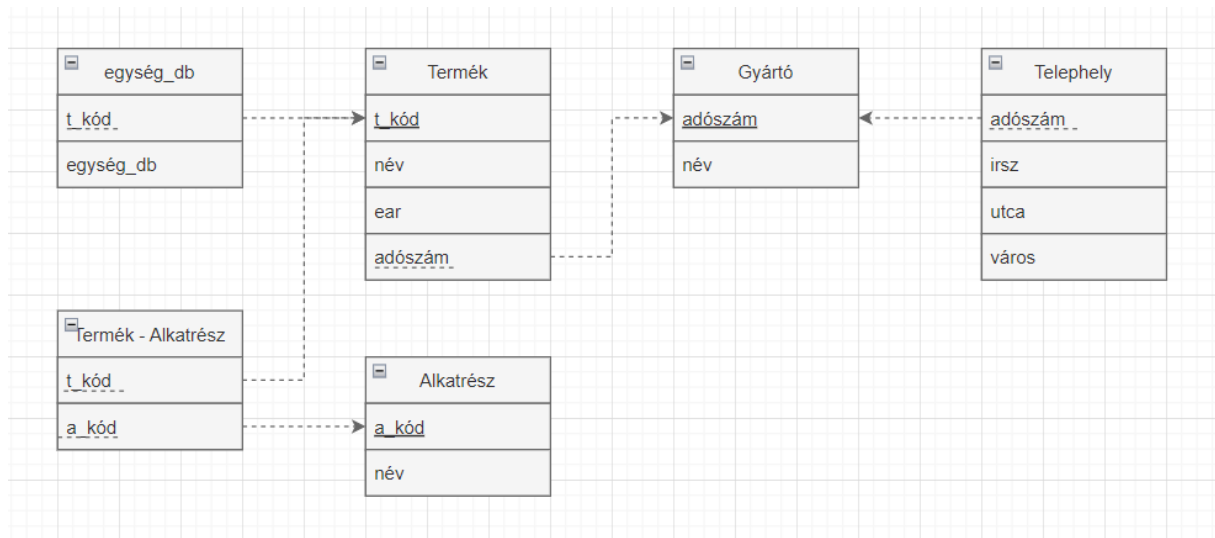 egység_db
t_kód
egység_db
Termék
t_kód
név
ear
adószám
Gyártó
adószám
név
Telephely
adószám
irsz
utca
város
Termék - Alkatrész
t_kód
a_kód
Alkatrész
a_kód
név